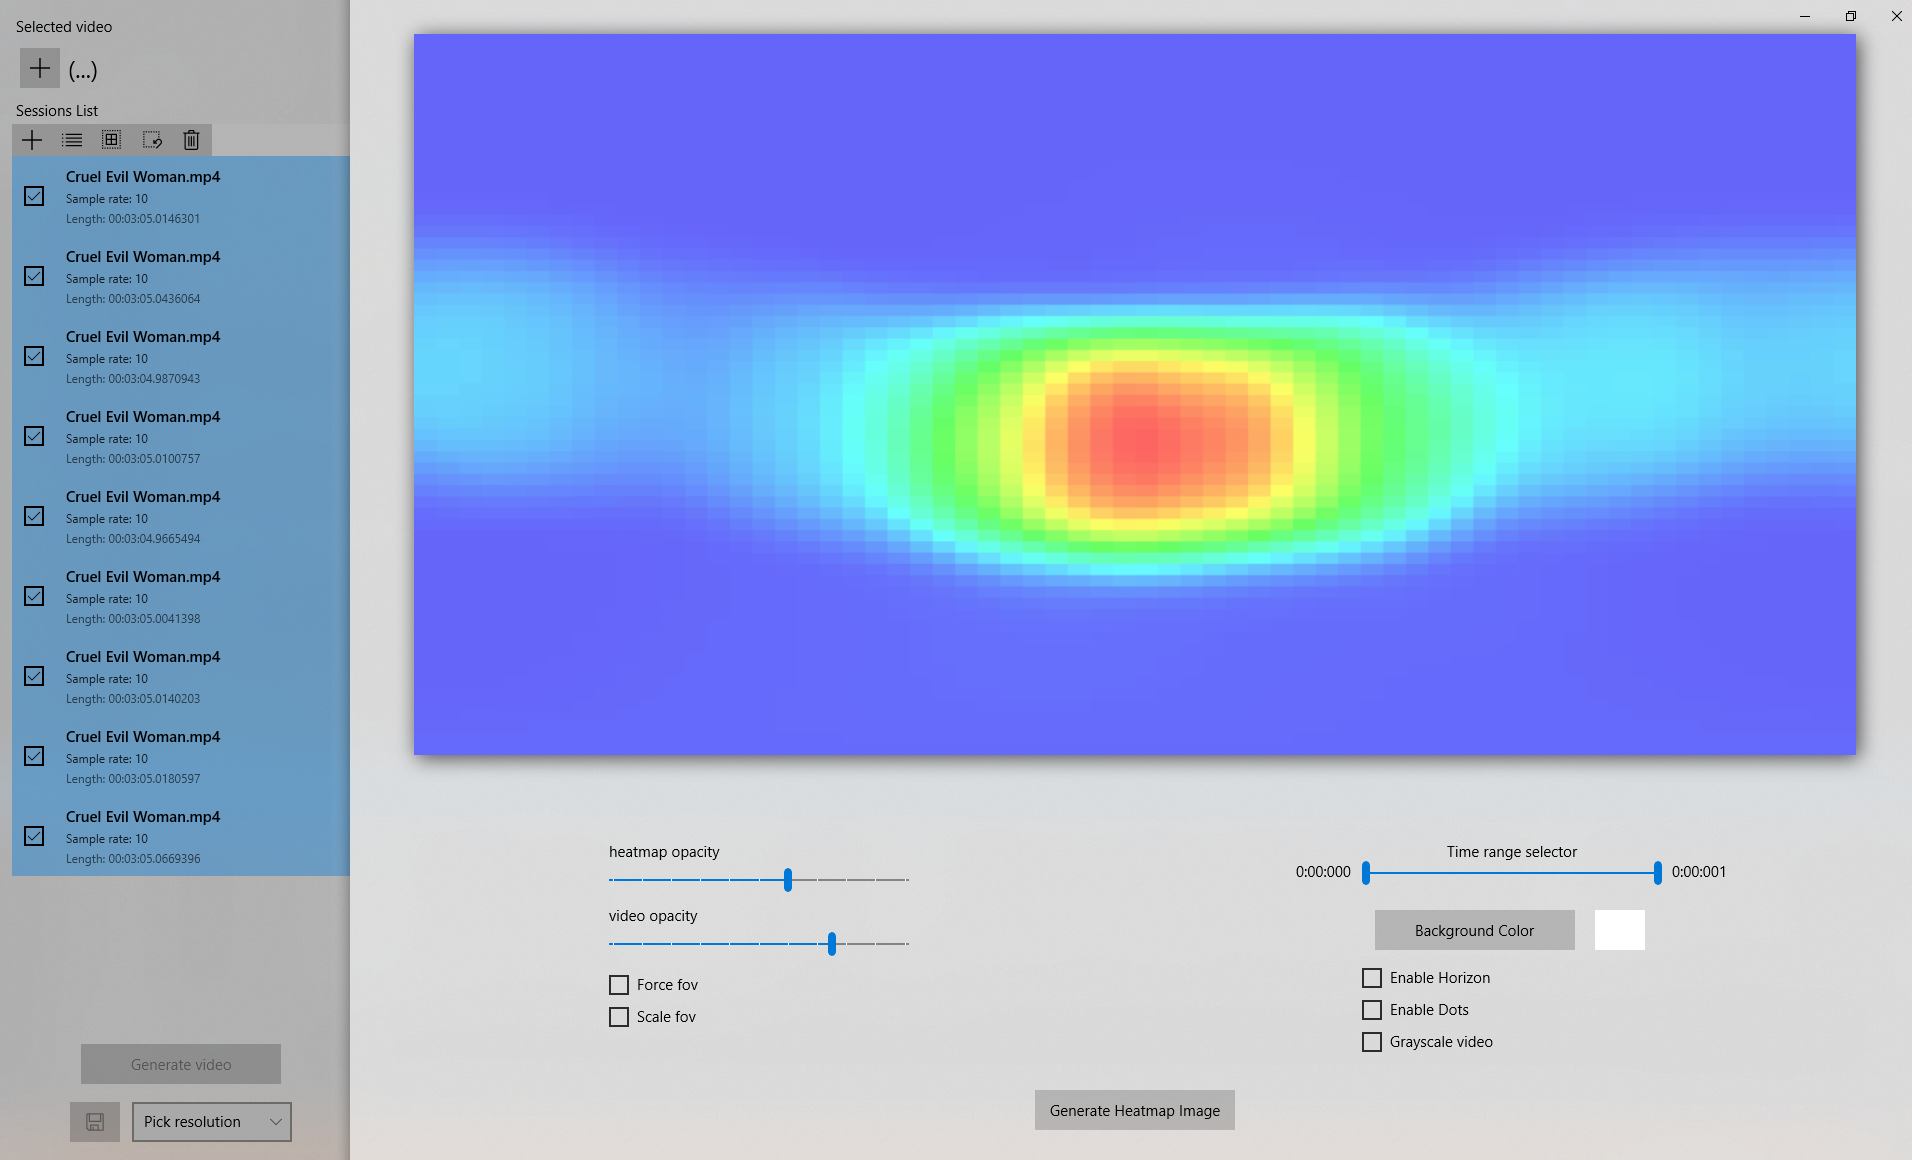 Selected video
(...)
Sessions List
Cruel Evil Woman.mp4
Sample rate: 10
Length: 00:03:05.0146301
Cruel Evil Woman.mp4
Sample rate: 10
Length: 00:03:05.0436064
Cruel Evil Woman.mp4
Sample rate: 10
Length: 00:03:04.9870943
Cruel Evil Woman.mp4
Sample rate: 10
Length: 00:03:05.0100757
Cruel Evil Woman.mp4
Sample rate: 10
Length: 00:03:04.9665494
Cruel Evil Woman.mp4
Sample rate: 10
Length: 00:03:05.0041398
Cruel Evil Woman.mp4
Sample rate: 10
Length: 00:03:05.0140203
Cruel Evil Woman.mp4
Sample rate: 10
Length: 00:03:05.0180597
Cruel Evil Woman.mp4
Sample rate: 10
Length: 00:03:05.0669396
Generate video
Pick resolution
heatmap opacity
video opacity
Force fov
Scale fov
Time range selector
0:00:000 0:00:001
Background Color
Enable Horizon
Enable Dots
Grayscale video
Generate Heatmap Image